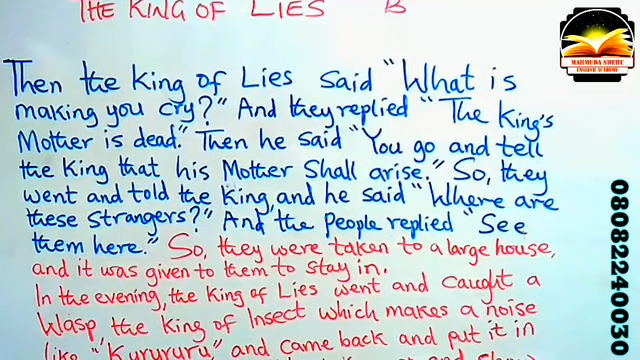 THE KING OF LIES B
Then the King of Lies said "What is
making you cry?" And they replied "The King's
Mother is dead." Then he said "You go and tell
the King that his Mother Shall arise." So, they
went and told the King, and he said "Where are
these strangers?" And the People replied "See
them here." So, they were taken to a large house,
and it was given to them to stay in.
In the evening, the King of Lies went and caught a
Wasp, the King of Insect which makes a noise
like "Kurururu" and came back and put it in
MAHMUDA SHEHU
ENGLISH ACADEMY
08082240030